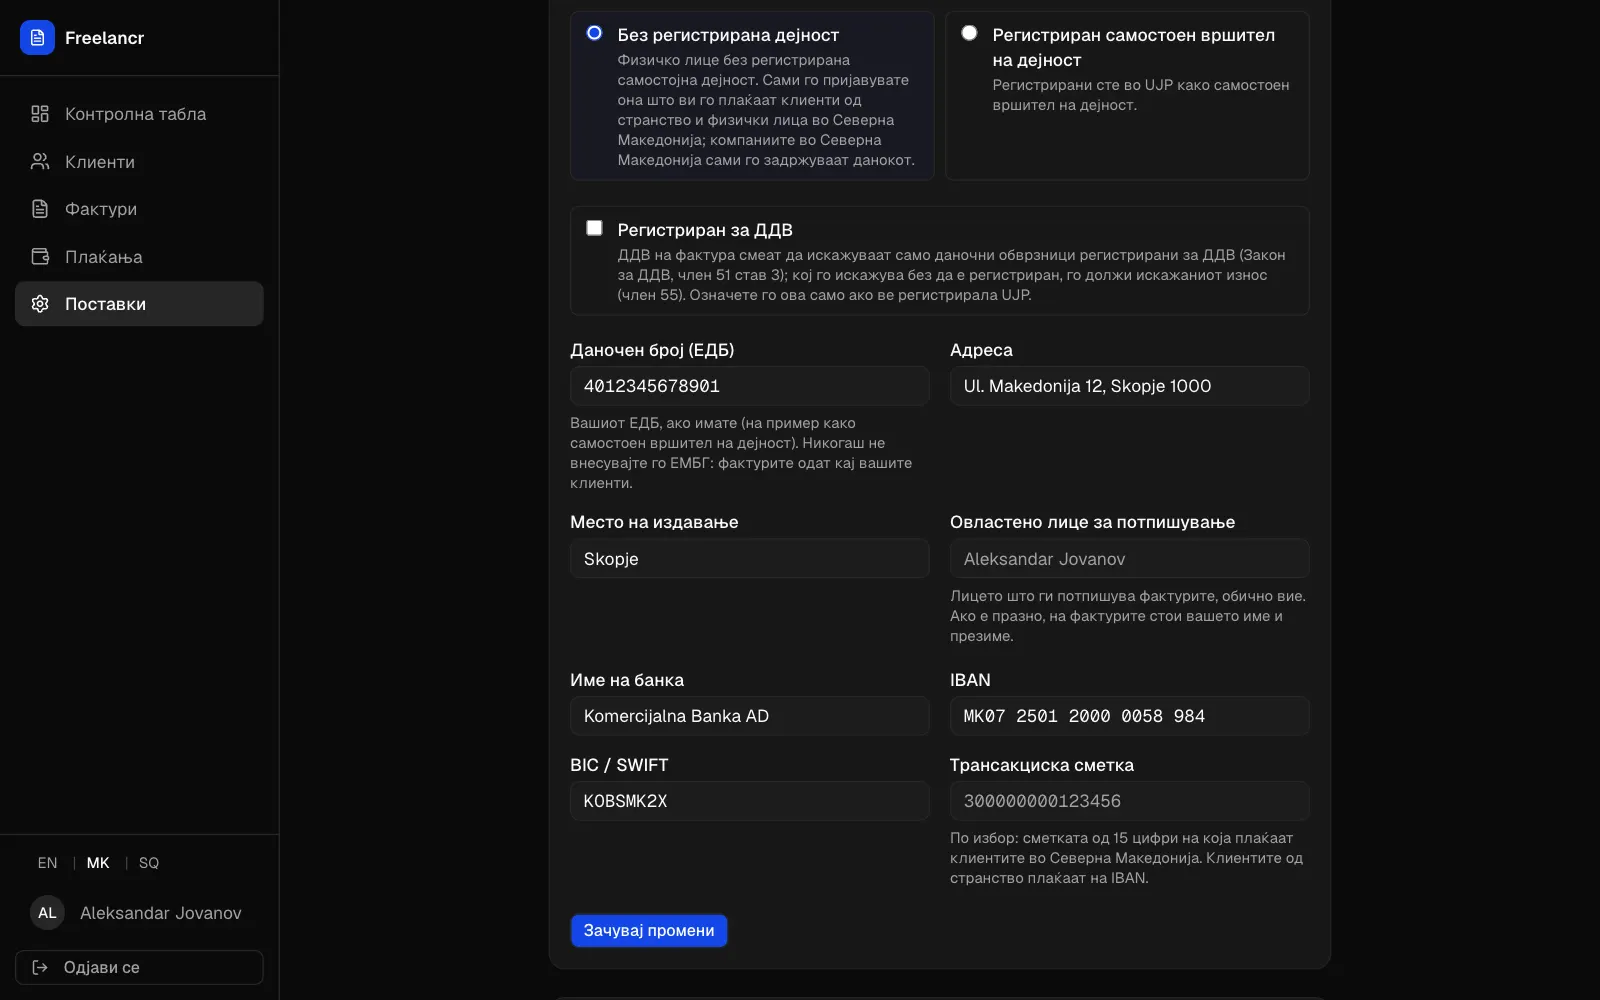 Freelancr
Контролна табла
Клиенти
Фактури
Плаќања
Поставки
EN | MK | SQ
AL Aleksandar Jovanov
Одјави се
Без регистрирана дејност
Физичко лице без регистрирана
самостојна дејност. Сами го пријавувате
она што ви го плаќаат клиенти од
странство и физички лица во Северна
Македонија; компаниите во Северна
Македонија сами го задржуваат данокот.
Регистриран самостоен вршител
на дејност
Регистрирани сте во UJP како самостоен
вршител на дејност.
Регистриран за ДДВ
ДДВ на фактура смеат да искажуваат само даночни обврзници регистрирани за ДДВ (Закон
за ДДВ, член 51 став 3); кој го искажува без да е регистриран, го должи искажаниот износ
(член 55). Означете го ова само ако ве регистрирала UJP.
Даночен број (ЕДБ)
4012345678901
Вашиот ЕДБ, ако имате (на пример како
самостоен вршител на дејност). Никогаш не
внесувајте го ЕМБГ: фактурите одат кај вашите
клиенти.
Адреса
Ul. Makedonija 12, Skopje 1000
Место на издавање
Skopje
Овластено лице за потпишување
Aleksandar Jovanov
Лицето што ги потпишува фактурите, обично вие.
Ако е празно, на фактурите стои вашето име и
презиме.
Име на банка
Komercijalna Banka AD
IBAN
MK07 2501 2000 0058 984
BIC / SWIFT
KOBSMK2X
Трансакциска сметка
300000000123456
По избор: сметката од 15 цифри на која плаќаат
клиентите во Северна Македонија. Клиентите од
странство плаќаат на IBAN.
Зачувај промени